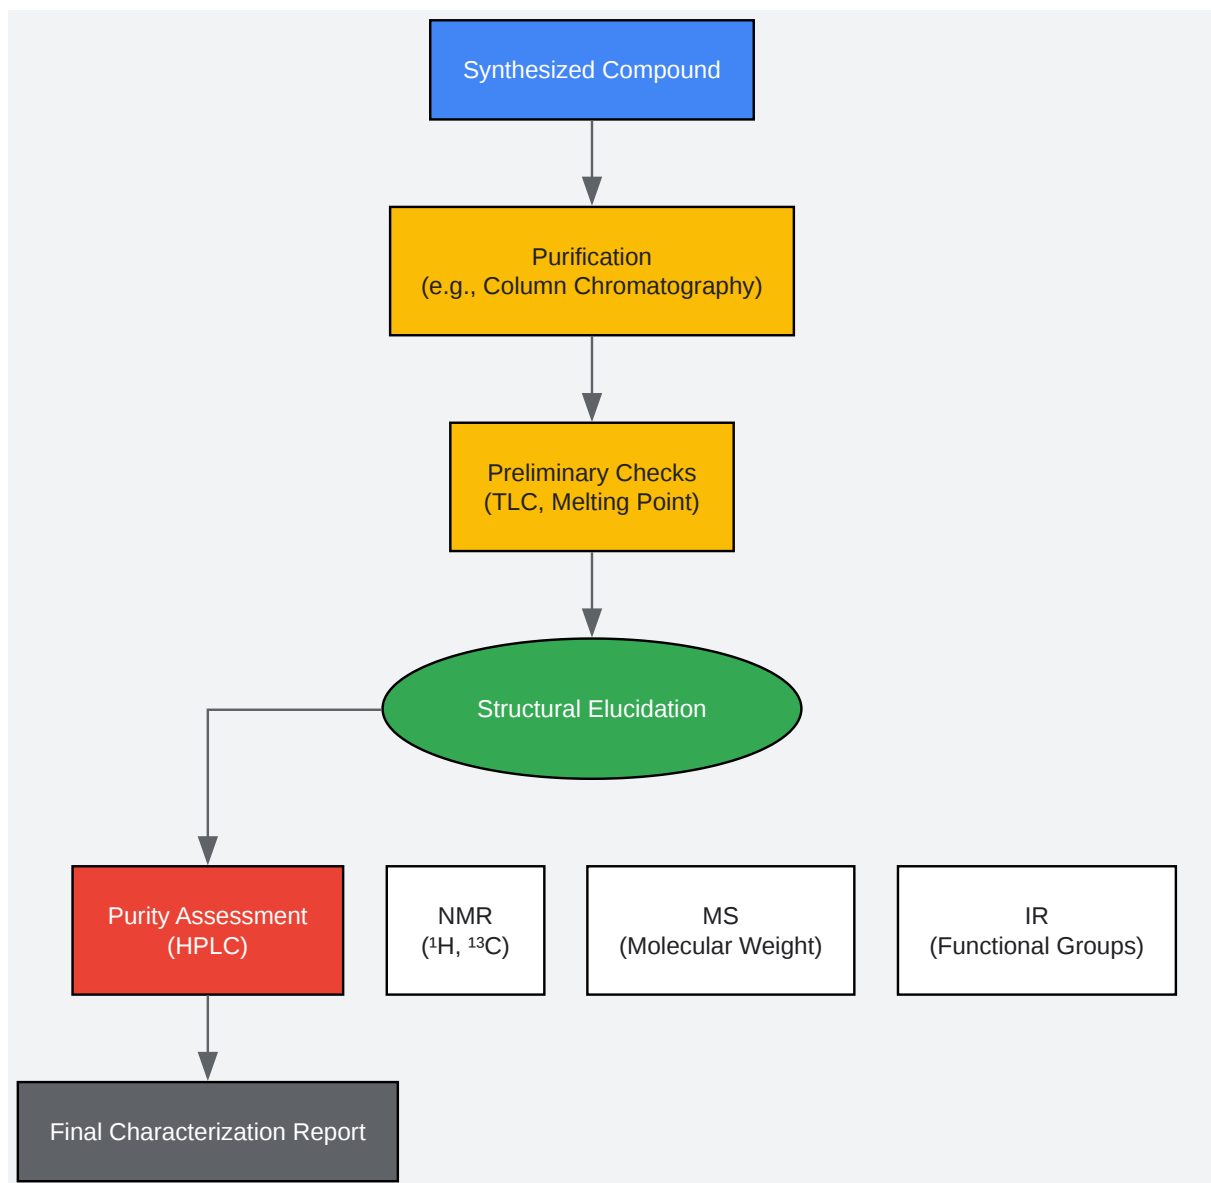 Synthesized Compound
Purification
(e.g., Column Chromatography)
Preliminary Checks
(TLC, Melting Point)
Structural Elucidation
Purity Assessment
(HPLC)
NMR
(¹H, ¹³C)
MS
(Molecular Weight)
IR
(Functional Groups)
Final Characterization Report